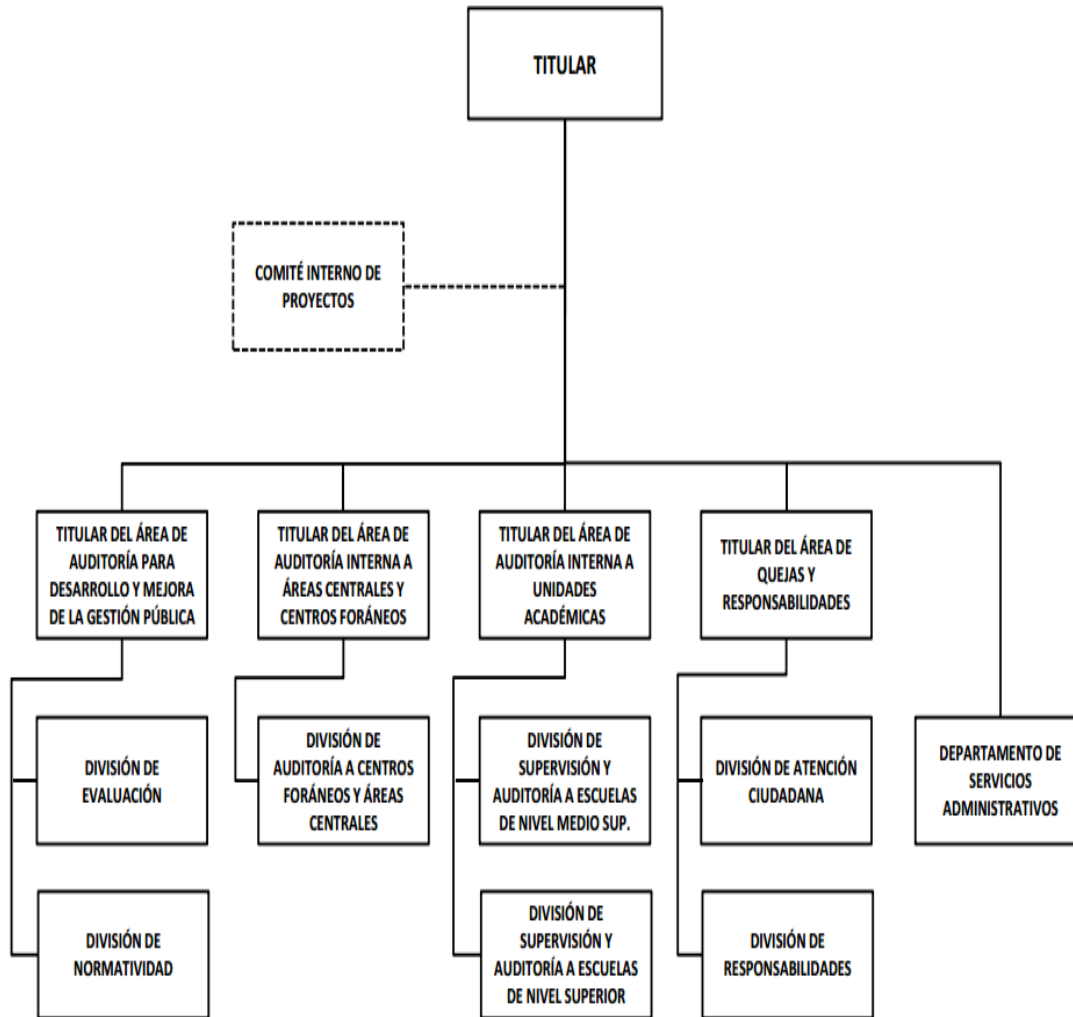 TITULAR
COMITÉ INTERNO DE
PROYECTOS
TITULAR DEL ÁREA DE
AUDITORÍA PARA
DESARROLLO Y MEJORA
DE LA GESTIÓN PÚBLICA
TITULAR DEL ÁREA DE
AUDITORÍA INTERNA A
ÁREAS CENTRALES Y
CENTROS FORÁNEOS
TITULAR DEL ÁREA DE
AUDITORÍA INTERNA A
UNIDADES
ACADÉMICAS
TITULAR DEL ÁREA DE
QUEJAS Y
RESPONSABILIDADES
DIVISIÓN DE
EVALUACIÓN
DIVISIÓN DE
AUDITORÍA A CENTROS
FORÁNEOS Y ÁREAS
CENTRALES
DIVISIÓN DE
SUPERVISIÓN Y
AUDITORÍA A ESCUELAS
DE NIVEL MEDIO SUP.
DIVISIÓN DE ATENCIÓN
CIUDADANA
DEPARTAMENTO DE
SERVICIOS
ADMINISTRATIVOS
DIVISIÓN DE
NORMATIVIDAD
DIVISIÓN DE
SUPERVISIÓN Y
AUDITORÍA A ESCUELAS
DE NIVEL SUPERIOR
DIVISIÓN DE
RESPONSABILIDADES